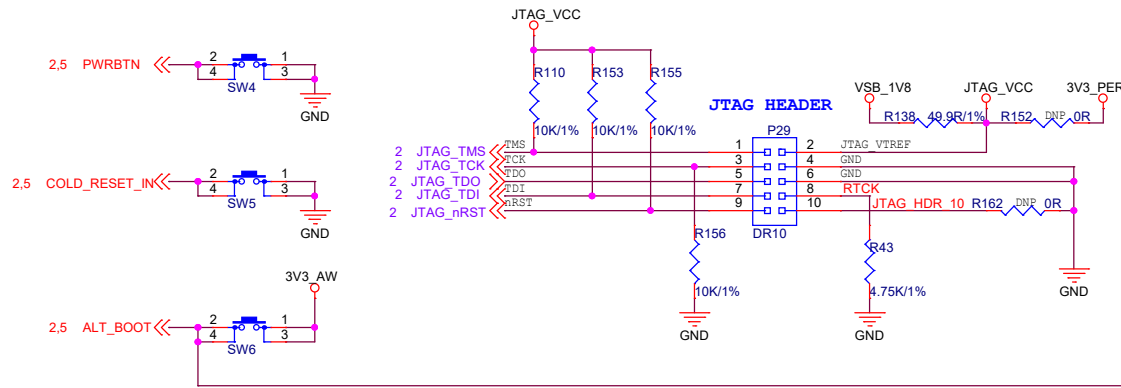 JTAG_VCC
2,5 PWRBTN
2 1
4 3
SW4
GND
R110 R153 R155
10K/1% 10K/1% 10K/1%
JTAG HEADER
VSB_1V8 JTAG_VCC 3V3_PER
R138 49.9R/1% R152 DNP 0R
P29
2 JTAG_TMS TMS 1 2 JTAG_VTREF
2 JTAG_TCK TCK 3 4 GND
2 JTAG_TDO TDO 5 6 GND
2 JTAG_TDI TDI 7 8 RTCK
2 JTAG_nRST nRST 9 10 JTAG_HDR_10 R162 DNP 0R
DR10
2,5 COLD_RESET_IN
2 1
4 3
SW5
GND
R156
10K/1%
GND
R43
4.75K/1%
GND
GND
3V3_AW
2,5 ALT_BOOT
2 1
4 3
SW6